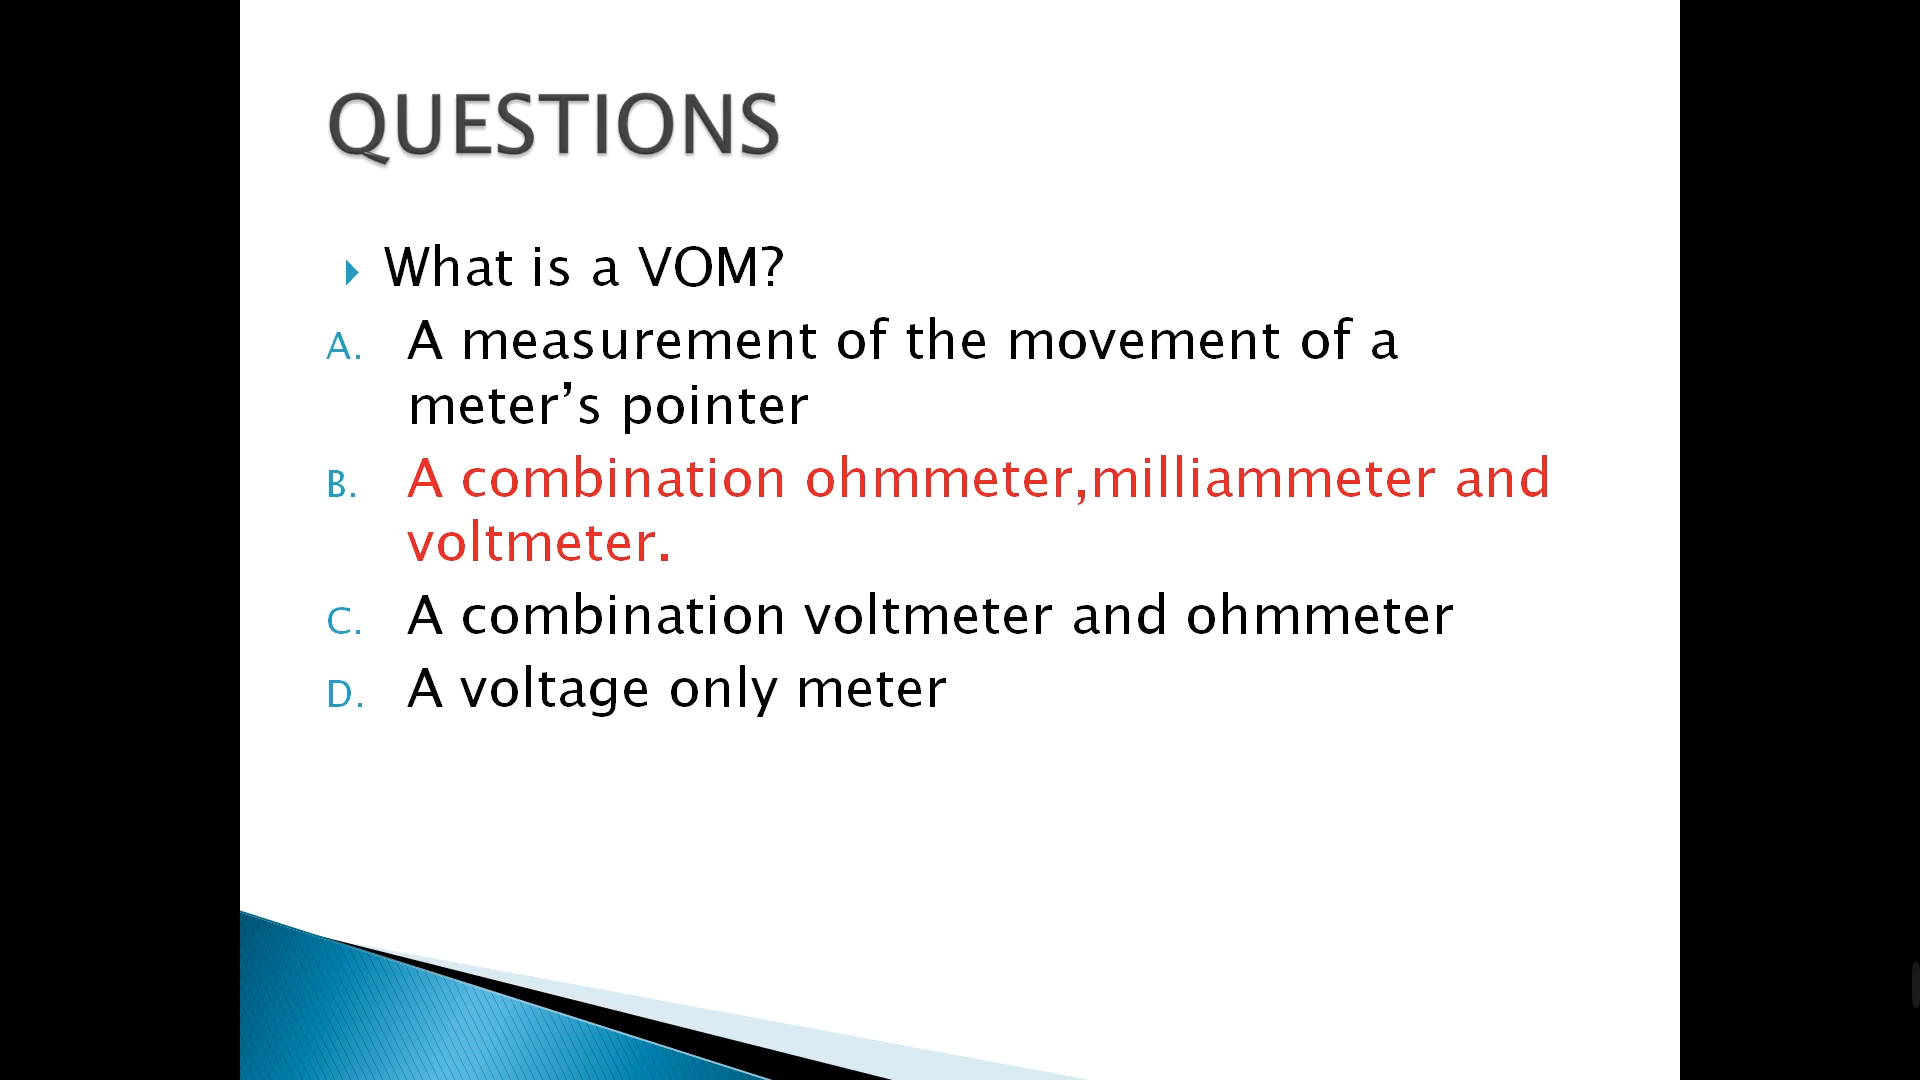 QUESTIONS
What is a VOM?
A. A measurement of the movement of a
meter’s pointer
B. A combination ohmmeter,milliammeter and
voltmeter.
C. A combination voltmeter and ohmmeter
D. A voltage only meter